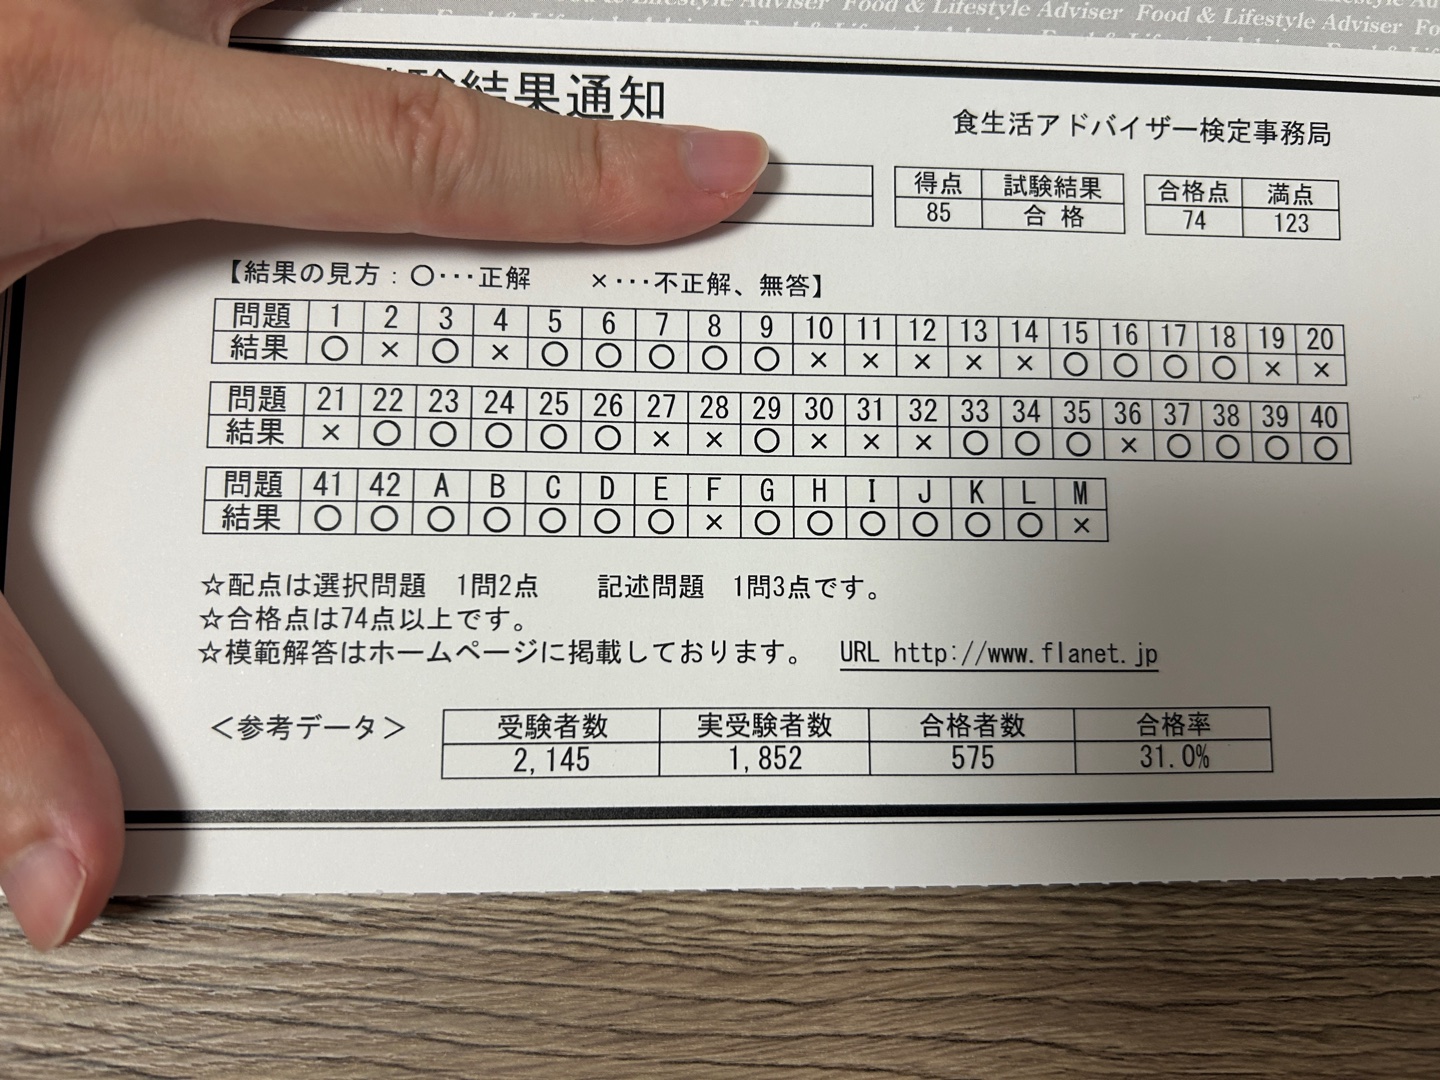 Lifestyle Adviser Food & Lifestyle Adviser Food & Lifestyle Adviser
結果通知
食生活アドバイザー検定事務局
得点 試験結果
85 合 格
合格点 満点
74 123
【結果の見方：○･･･正解　　×･･･不正解、無答】
問題 1 2 3 4 5 6 7 8 9 10 11 12 13 14 15 16 17 18 19 20
結果 ○ × ○ × ○ ○ ○ ○ ○ × × × × × ○ ○ ○ ○ × ×
問題 21 22 23 24 25 26 27 28 29 30 31 32 33 34 35 36 37 38 39 40
結果 × ○ ○ ○ ○ ○ × × ○ × × × ○ ○ ○ × ○ ○ ○ ○
問題 41 42 A B C D E F G H I J K L M
結果 ○ ○ ○ ○ ○ ○ ○ × ○ ○ ○ ○ ○ ○ ×
☆配点は選択問題　1問2点　　記述問題　1問3点です。
☆合格点は74点以上です。
☆模範解答はホームページに掲載しております。　URL http://www.flanet.jp
＜参考データ＞
受験者数 実受験者数 合格者数 合格率
2,145 1,852 575 31.0%